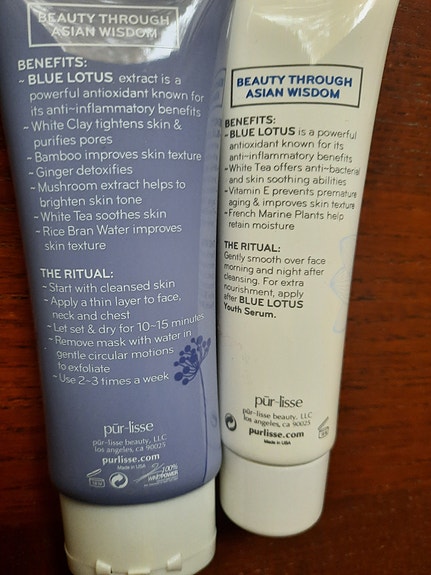 BEAUTY THROUGH
ASIAN WISDOM
BENEFITS:
~ BLUE LOTUS extract is a
powerful antioxidant known for
its anti-inflammatory benefits
~ White Clay tightens skin &
purifies pores
~ Bamboo improves skin texture
~ Ginger detoxifies
~ Mushroom extract helps to
brighten skin tone
~ White Tea soothes skin
~ Rice Bran Water improves
skin texture
THE RITUAL:
~ Start with cleansed skin
~ Apply a thin layer to face,
neck and chest
~ Let set & dry for 10~15 minutes
~ Remove mask with water in
gentle circular motions
to exfoliate
~ Use 2~3 times a week
pūr~lisse
pūr~lisse beauty, LLC
los angeles, ca 90025
purlisse.com
Made in USA
100%
WINDPOWER
BEAUTY THROUGH
ASIAN WISDOM
BENEFITS:
~ BLUE LOTUS is a powerful
antioxidant known for its
anti~inflammatory benefits
~ White Tea offers anti~bacterial
and skin soothing abilities
~ Vitamin E prevents premature
aging & improves skin texture
~ French Marine Plants help
retain moisture
THE RITUAL:
Gently smooth over face
morning and night after
cleansing. For extra
nourishment, apply
after BLUE LOTUS
Youth Serum.
pūr~lisse
pūr~lisse beauty, LLC
los angeles, ca 90025
purlisse.com
Made in USA